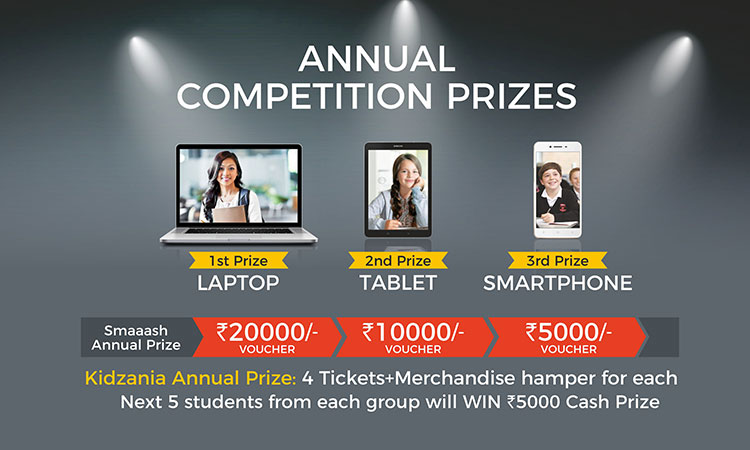 ANNUAL
COMPETITION PRIZES
1st Prize
LAPTOP
2nd Prize
TABLET
3rd Prize
SMARTPHONE
Smaaash
Annual Prize
₹20000/-
VOUCHER
₹10000/-
VOUCHER
₹5000/-
VOUCHER
Kidzania Annual Prize: 4 Tickets+Merchandise hamper for each
Next 5 students from each group will WIN ₹5000 Cash Prize